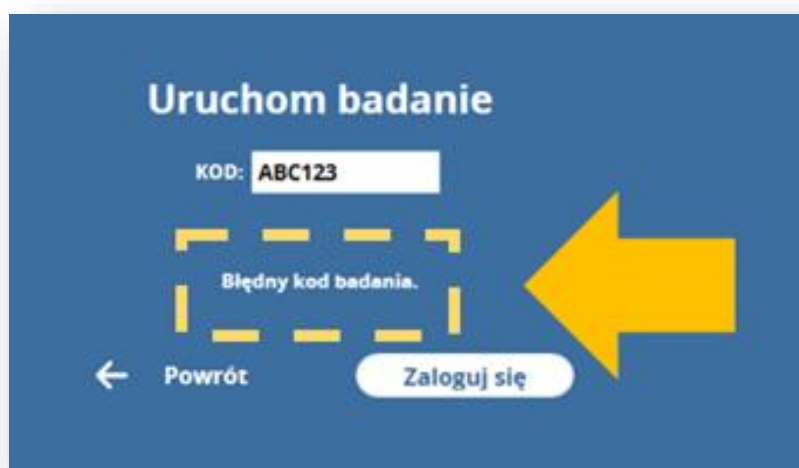 Uruchom badanie
KOD: ABC123
Błędny kod badania.
← Powrót Zaloguj się